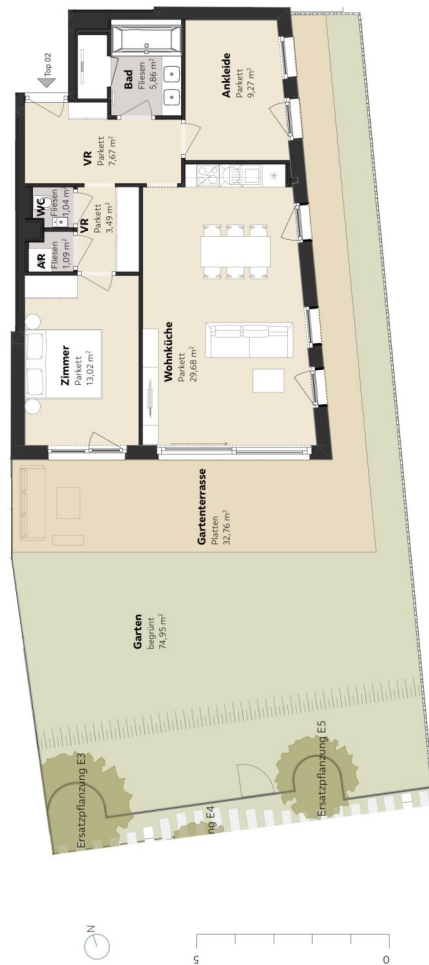 Top 02
Bad
Fliesen
5,86 m²
Ankleide
Parkett
9,27 m²
VR
Parkett
7,67 m²
WC
Fliesen
1,04 m²
VR
Parkett
3,49 m²
AR
Fliesen
1,09 m²
Zimmer
Parkett
13,02 m²
Wohnküche
Parkett
29,68 m²
Gartenterrasse
Platten
32,76 m²
Garten
begrünt
74,95 m²
Ersatzpflanzung E3
ng E4
Ersatzpflanzung E5
N
5
0